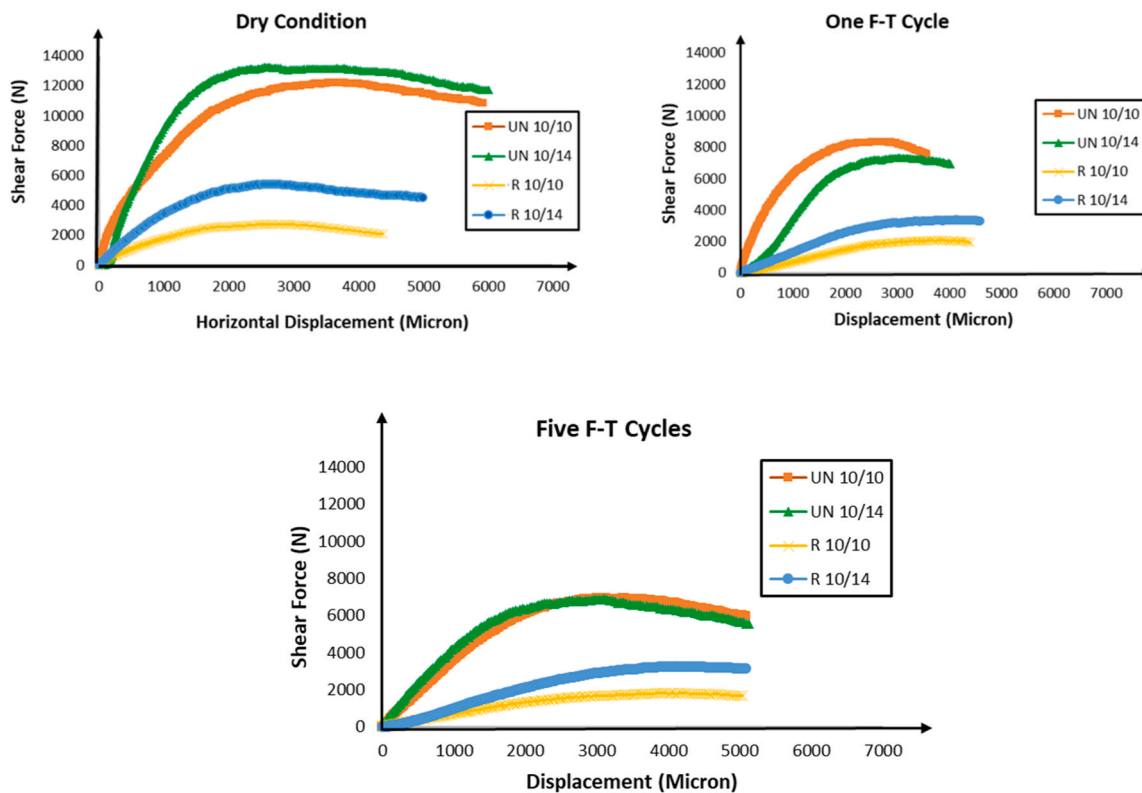 Dry Condition
Shear Force (N)
14000
12000
10000
8000
6000
4000
2000
0
0 1000 2000 3000 4000 5000 6000 7000
Horizontal Displacement (Micron)
UN 10/10
UN 10/14
R 10/10
R 10/14
One F-T Cycle
Shear Force (N)
14000
12000
10000
8000
6000
4000
2000
0
0 1000 2000 3000 4000 5000 6000 7000
Displacement (Micron)
UN 10/10
UN 10/14
R 10/10
R 10/14
Five F-T Cycles
Shear Force (N)
14000
12000
10000
8000
6000
4000
2000
0
0 1000 2000 3000 4000 5000 6000 7000
Displacement (Micron)
UN 10/10
UN 10/14
R 10/10
R 10/14